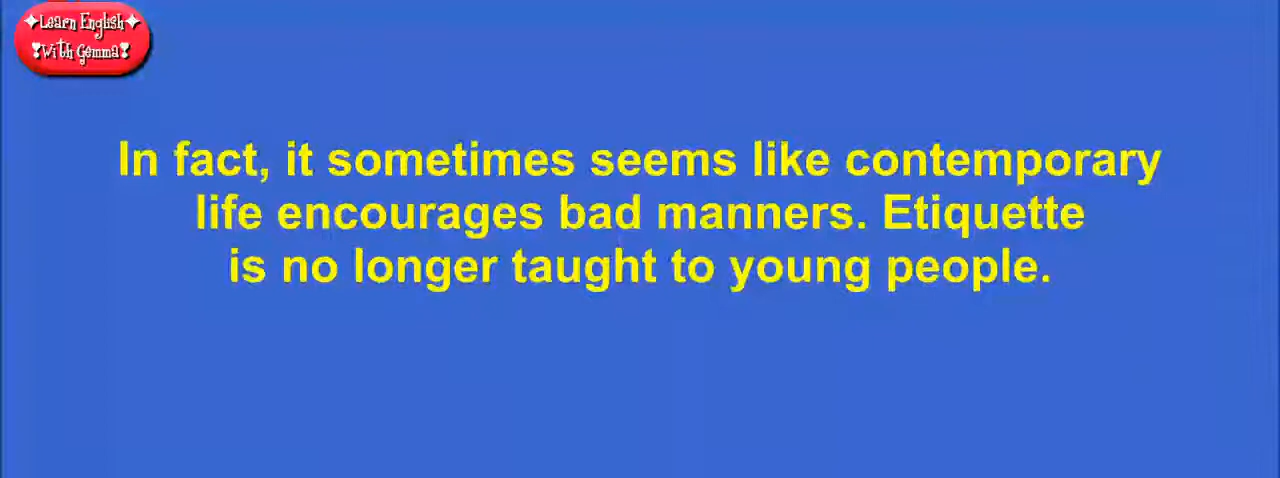 ✦Learn English✦
❣With Gemma❣
In fact, it sometimes seems like contemporary
life encourages bad manners. Etiquette
is no longer taught to young people.